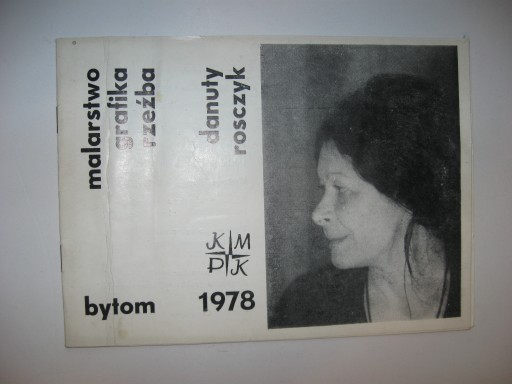 malarstwo
grafika
rzeźba
danuty
rosczyk
KM
PiK
bytom 1978